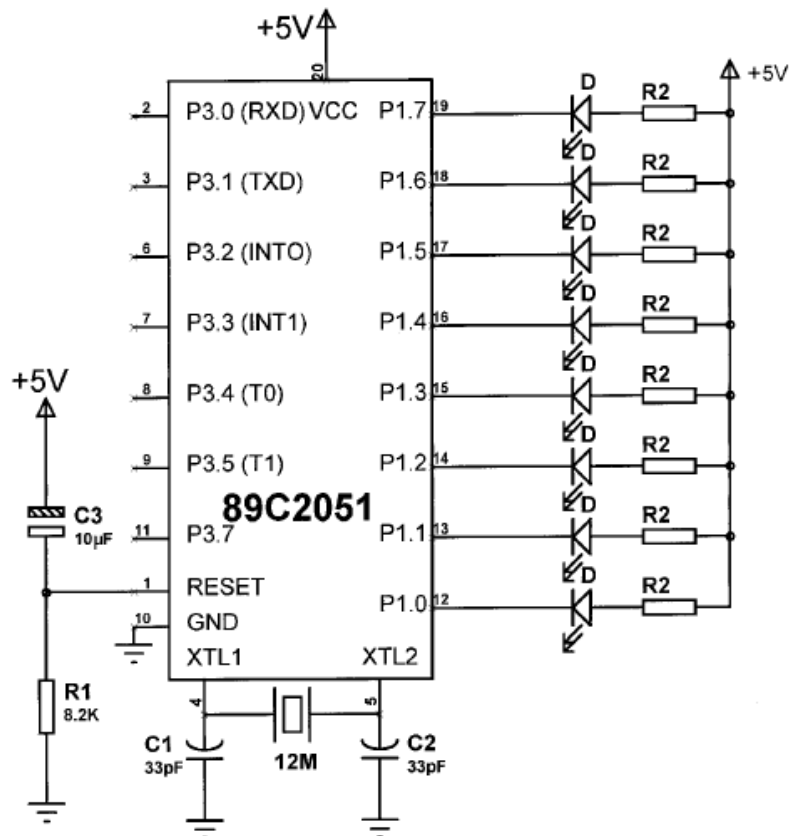 +5V
20
D
R2
+5V
2
P3.0 (RXD) VCC
P1.7
19
D
R2
3
P3.1 (TXD)
P1.6
18
D
R2
6
P3.2 (INTO)
P1.5
17
D
R2
7
P3.3 (INT1)
P1.4
16
D
R2
+5V
8
P3.4 (T0)
P1.3
15
D
R2
9
P3.5 (T1)
P1.2
14
89C2051
C3
10µF
D
R2
11
P3.7
P1.1
13
D
R2
1
RESET
P1.0
12
10
GND
XTL1
XTL2
R1
8.2K
4
5
C1
33pF
12M
C2
33pF